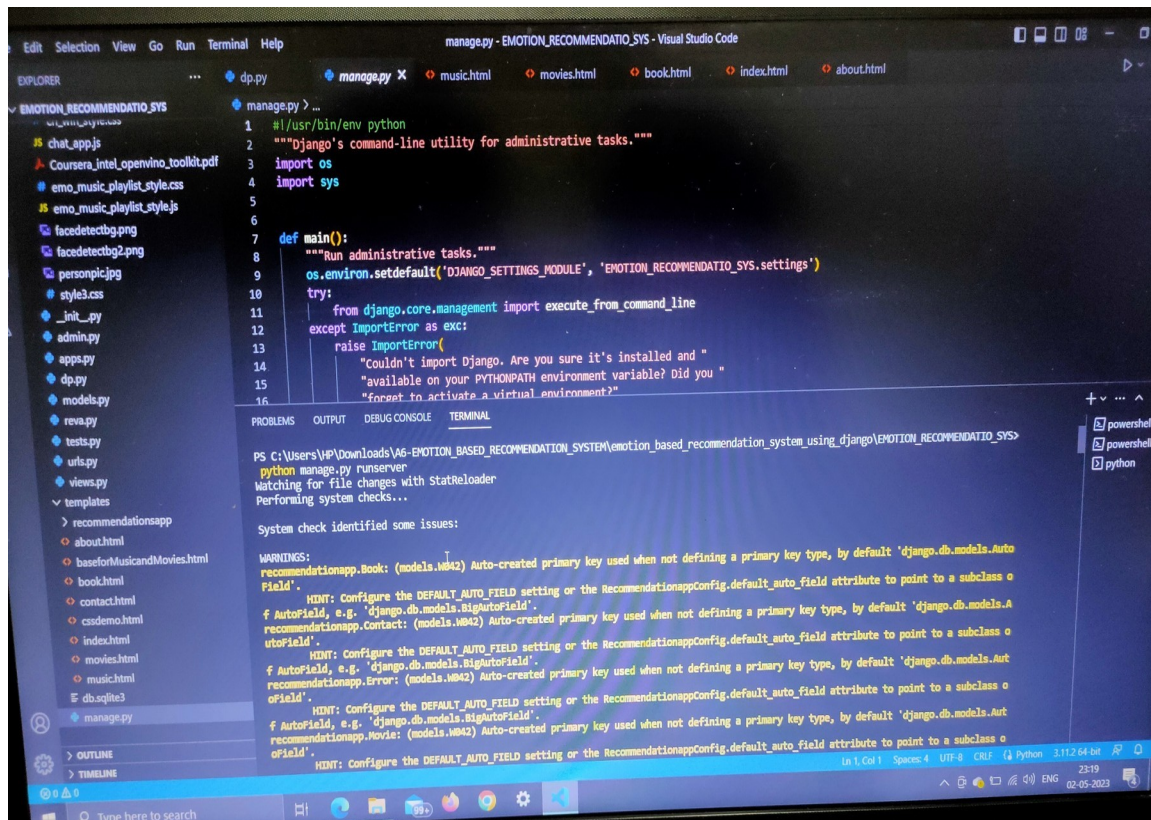 Edit Selection View Go Run Terminal Help
manage.py - EMOTION_RECOMMENDATIO_SYS - Visual Studio Code
EXPLORER
dp.py
manage.py
music.html
movies.html
book.html
index.html
about.html
EMOTION_RECOMMENDATIO_SYS
JS chat_app.js
Coursera_intel_openvino_toolkit.pdf
# emo_music_playlist_style.css
JS emo_music_playlist_style.js
facedetectbg.png
facedetectbg2.png
personpic.jpg
# style3.css
_init_.py
admin.py
apps.py
dp.py
models.py
reva.py
tests.py
urls.py
views.py
templates
recommendationsapp
about.html
baseforMusicandMovies.html
book.html
contact.html
cssdemo.html
index.html
movies.html
music.html
db.sqlite3
manage.py
OUTLINE
TIMELINE
manage.py > ...
1 #!/usr/bin/env python
2 """Django's command-line utility for administrative tasks."""
3 import os
4 import sys
5
6
7 def main():
8 """Run administrative tasks."""
9 os.environ.setdefault('DJANGO_SETTINGS_MODULE', 'EMOTION_RECOMMENDATIO_SYS.settings')
10 try:
11 from django.core.management import execute_from_command_line
12 except ImportError as exc:
13 raise ImportError(
14 "Couldn't import Django. Are you sure it's installed and "
15 "available on your PYTHONPATH environment variable? Did you "
16 "forget to activate a virtual environment?"
PROBLEMS OUTPUT DEBUG CONSOLE TERMINAL
powershell
powershell
python
PS C:\Users\HP\Downloads\A6-EMOTION_BASED_RECOMMENDATION_SYSTEM\emotion_based_recommendation_system_using_django\EMOTION_RECOMMENDATIO_SYS>
python manage.py runserver
Watching for file changes with StatReloader
Performing system checks...
System check identified some issues:
WARNINGS:
recommendationapp.Book: (models.W042) Auto-created primary key used when not defining a primary key type, by default 'django.db.models.Auto
Field'.
HINT: Configure the DEFAULT_AUTO_FIELD setting or the RecommendationappConfig.default_auto_field attribute to point to a subclass o
f AutoField, e.g. 'django.db.models.BigAutoField'.
recommendationapp.Contact: (models.W042) Auto-created primary key used when not defining a primary key type, by default 'django.db.models.A
utoField'.
HINT: Configure the DEFAULT_AUTO_FIELD setting or the RecommendationappConfig.default_auto_field attribute to point to a subclass o
f AutoField, e.g. 'django.db.models.BigAutoField'.
recommendationapp.Error: (models.W042) Auto-created primary key used when not defining a primary key type, by default 'django.db.models.Aut
oField'.
HINT: Configure the DEFAULT_AUTO_FIELD setting or the RecommendationappConfig.default_auto_field attribute to point to a subclass o
f AutoField, e.g. 'django.db.models.BigAutoField'.
recommendationapp.Movie: (models.W042) Auto-created primary key used when not defining a primary key type, by default 'django.db.models.Aut
oField'.
HINT: Configure the DEFAULT_AUTO_FIELD setting or the RecommendationappConfig.default_auto_field attribute to point to a subclass o
0 0
Ln 1, Col 1 Spaces: 4 UTF-8 CRLF Python 3.11.2 64-bit
Type here to search
99+
ENG
23:19
02-05-2023
4